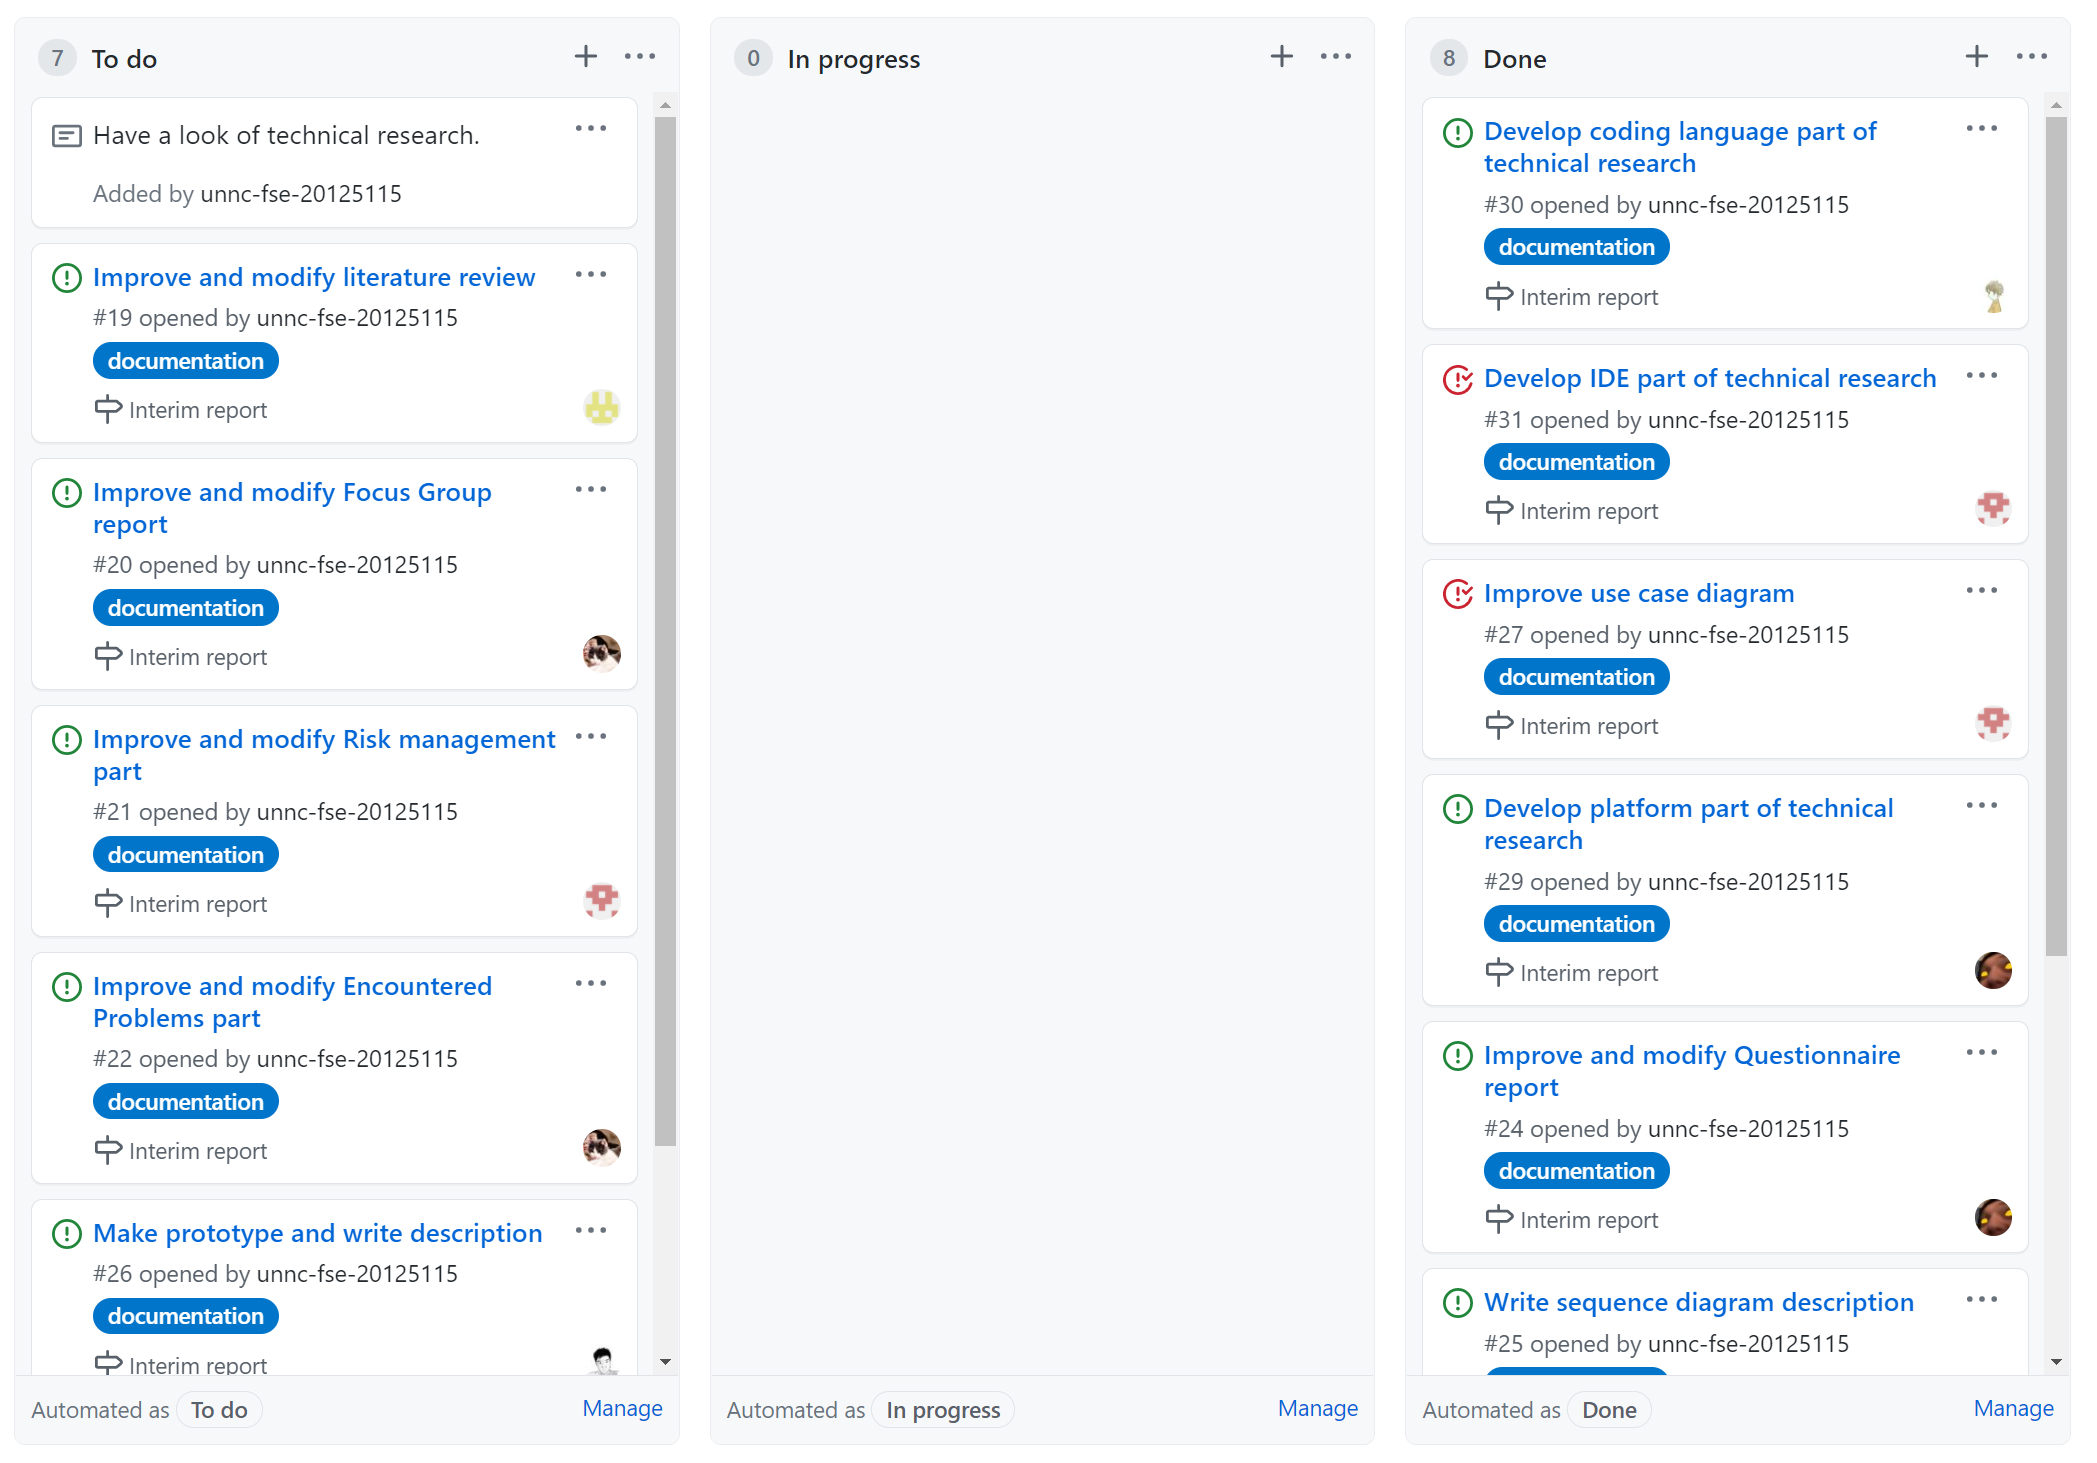 7 To do
Have a look of technical research.
Added by unnc-fse-20125115
Improve and modify literature review
#19 opened by unnc-fse-20125115
documentation
Interim report
Improve and modify Focus Group
report
#20 opened by unnc-fse-20125115
documentation
Interim report
Improve and modify Risk management
part
#21 opened by unnc-fse-20125115
documentation
Interim report
Improve and modify Encountered
Problems part
#22 opened by unnc-fse-20125115
documentation
Interim report
Make prototype and write description
#26 opened by unnc-fse-20125115
documentation
Interim report
Automated as To do Manage
0 In progress
Automated as In progress Manage
8 Done
Develop coding language part of
technical research
#30 opened by unnc-fse-20125115
documentation
Interim report
Develop IDE part of technical research
#31 opened by unnc-fse-20125115
documentation
Interim report
Improve use case diagram
#27 opened by unnc-fse-20125115
documentation
Interim report
Develop platform part of technical
research
#29 opened by unnc-fse-20125115
documentation
Interim report
Improve and modify Questionnaire
report
#24 opened by unnc-fse-20125115
documentation
Interim report
Write sequence diagram description
#25 opened by unnc-fse-20125115
Automated as Done Manage